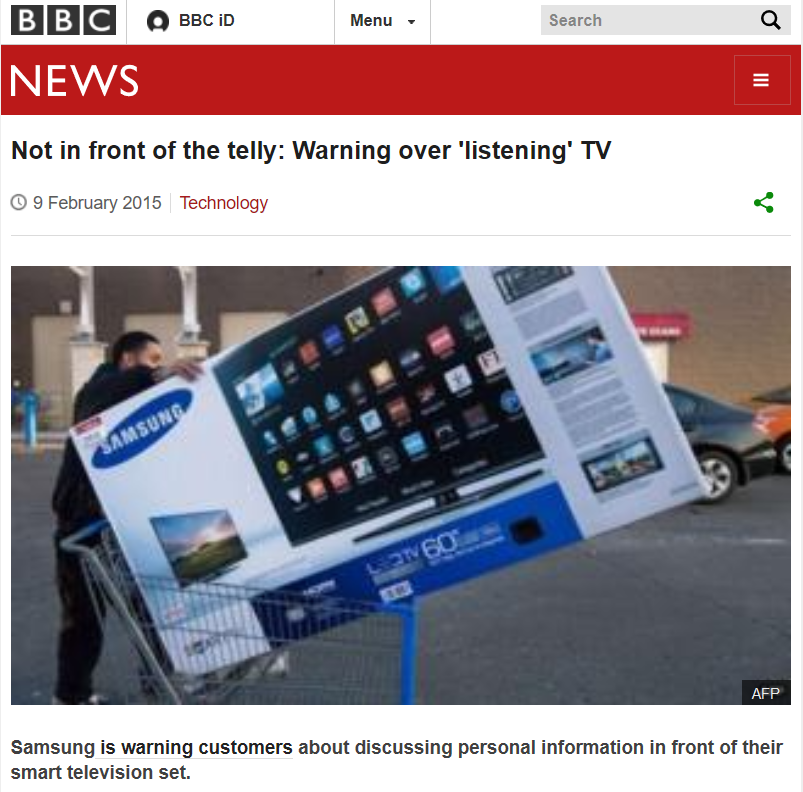 BBC
BBC iD
Menu
Search
NEWS
Not in front of the telly: Warning over 'listening' TV
9 February 2015
Technology
SAMSUNG
60"
AFP
Samsung is warning customers about discussing personal information in front of their
smart television set.